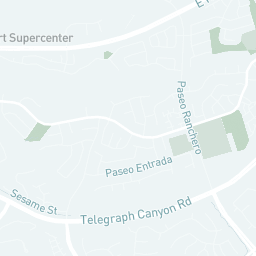 E
rt Supercenter
Paseo Ranchero
Paseo Entrada
Sesame St.
Telegraph Canyon Rd